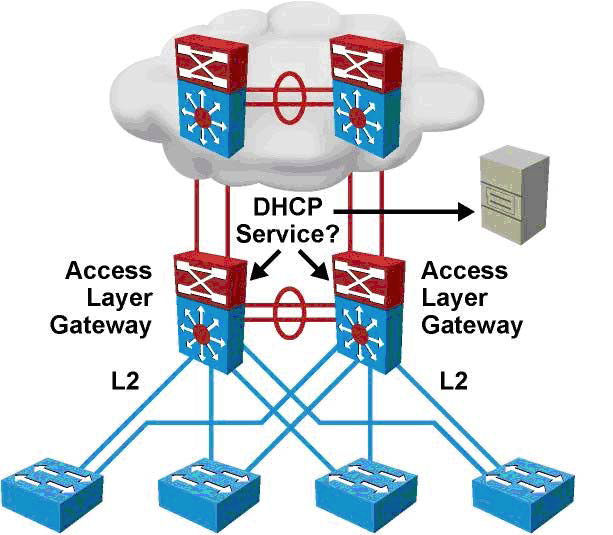 DHCP
Service?
Access
Layer
Gateway
Access
Layer
Gateway
L2
L2